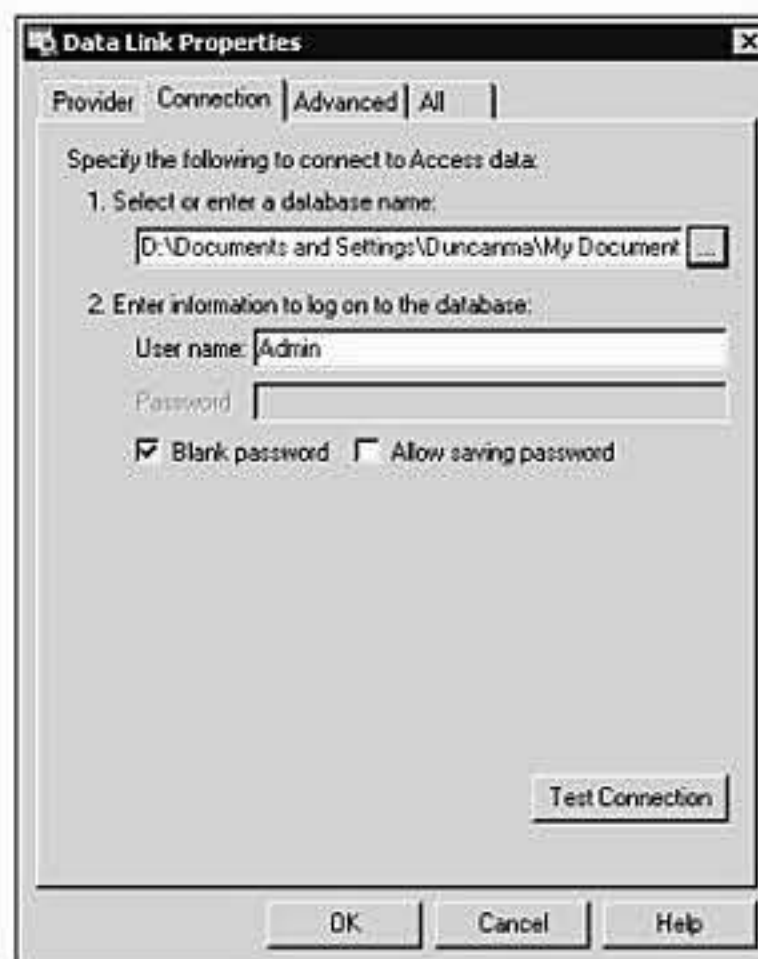 Data Link Properties
Provider Connection Advanced All
Specify the following to connect to Access data:
1. Select or enter a database name:
D:\Documents and Settings\Duncanma\My Document ...
2. Enter information to log on to the database:
User name: Admin
Password
Blank password Allow saving password
Test Connection
OK Cancel Help